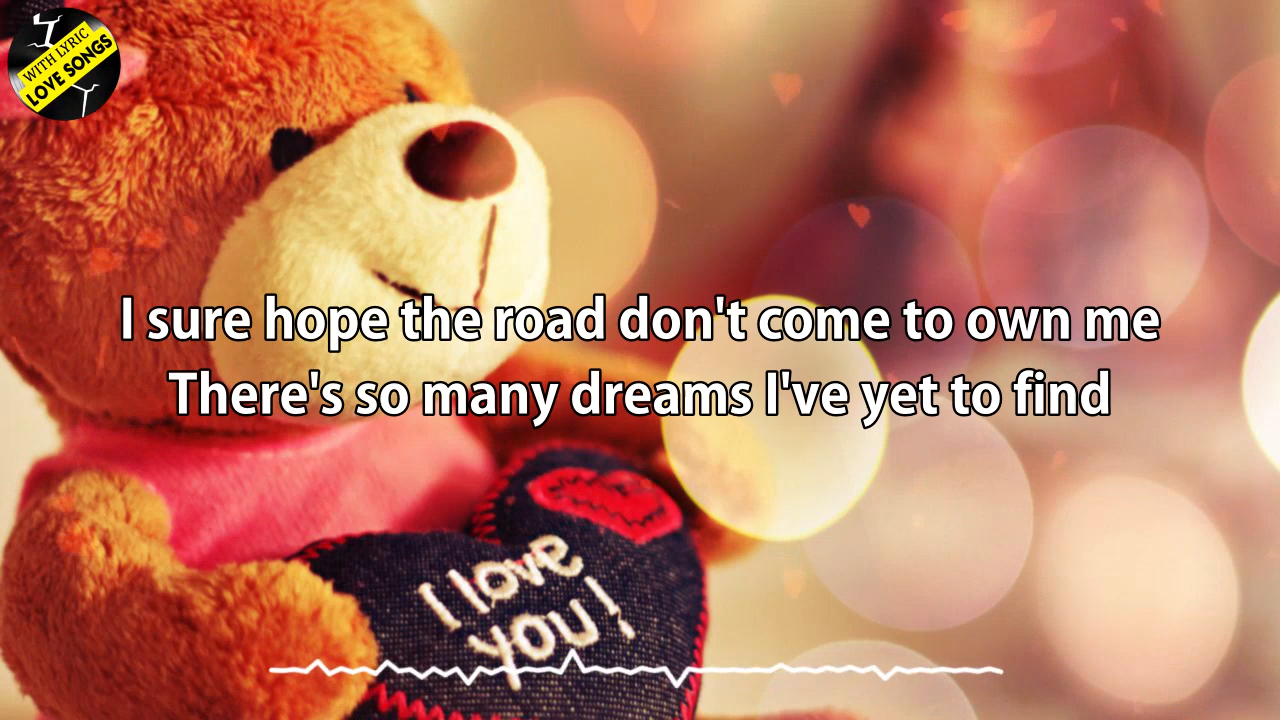 WITH LYRIC
LOVE SONGS
I sure hope the road don't come to own me
There's so many dreams I've yet to find
I love
you!